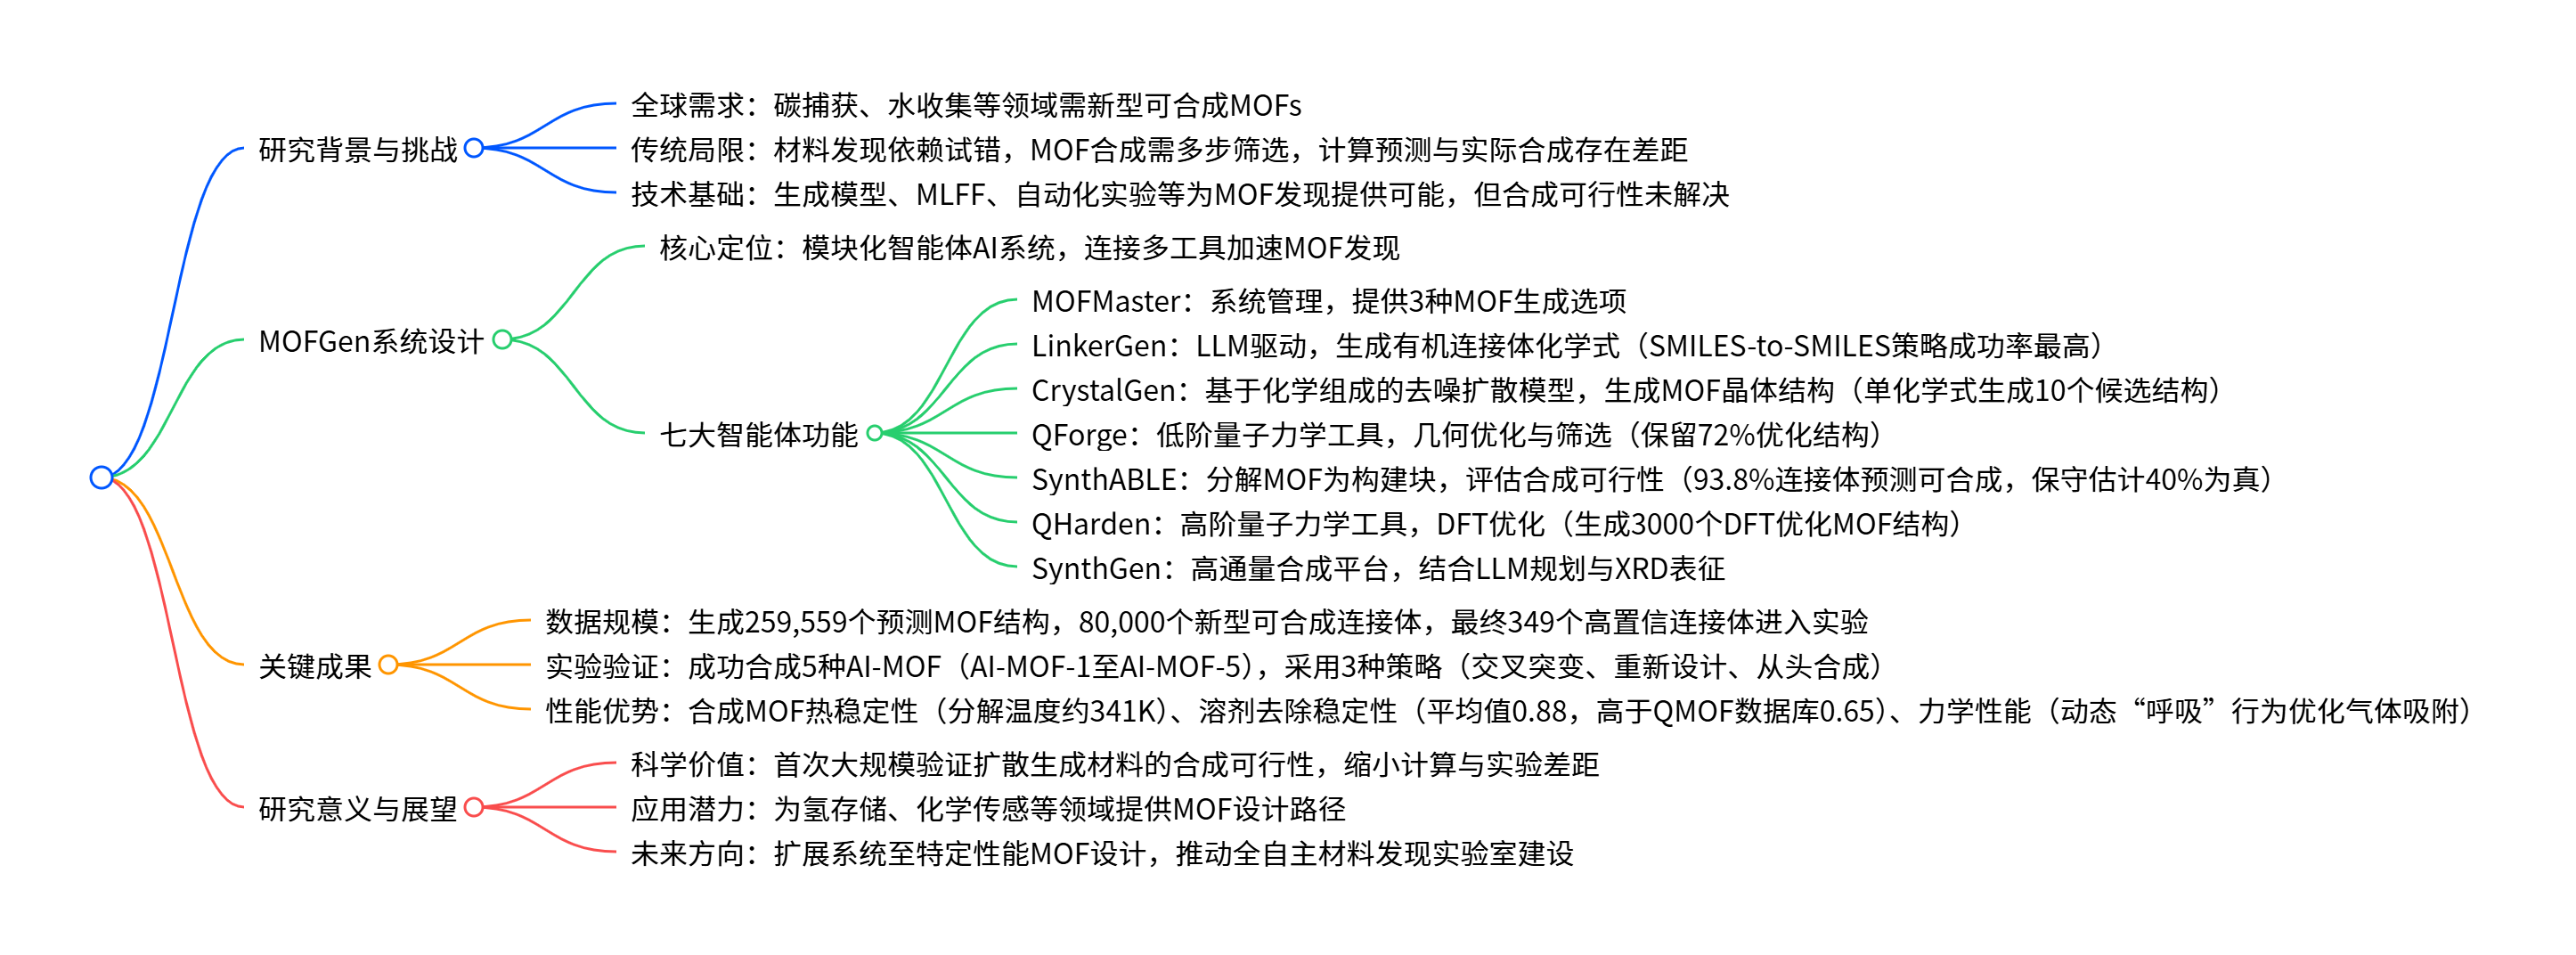 研究背景与挑战
全球需求：碳捕获、水收集等领域需新型可合成MOFs
传统局限：材料发现依赖试错，MOF合成需多步筛选，计算预测与实际合成存在差距
技术基础：生成模型、MLFF、自动化实验等为MOF发现提供可能，但合成可行性未解决
MOFGen系统设计
核心定位：模块化智能体AI系统，连接多工具加速MOF发现
七大智能体功能
MOFMaster：系统管理，提供3种MOF生成选项
LinkerGen：LLM驱动，生成有机连接体化学式（SMILES-to-SMILES策略成功率最高）
CrystalGen：基于化学组成的去噪扩散模型，生成MOF晶体结构（单化学式生成10个候选结构）
QForge：低阶量子力学工具，几何优化与筛选（保留72%优化结构）
SynthABLE：分解MOF为构建块，评估合成可行性（93.8%连接体预测可合成，保守估计40%为真）
QHarden：高阶量子力学工具，DFT优化（生成3000个DFT优化MOF结构）
SynthGen：高通量合成平台，结合LLM规划与XRD表征
关键成果
数据规模：生成259,559个预测MOF结构，80,000个新型可合成连接体，最终349个高置信连接体进入实验
实验验证：成功合成5种AI-MOF（AI-MOF-1至AI-MOF-5），采用3种策略（交叉突变、重新设计、从头合成）
性能优势：合成MOF热稳定性（分解温度约341K）、溶剂去除稳定性（平均值0.88，高于QMOF数据库0.65）、力学性能（动态“呼吸”行为优化气体吸附）
研究意义与展望
科学价值：首次大规模验证扩散生成材料的合成可行性，缩小计算与实验差距
应用潜力：为氢存储、化学传感等领域提供MOF设计路径
未来方向：扩展系统至特定性能MOF设计，推动全自主材料发现实验室建设